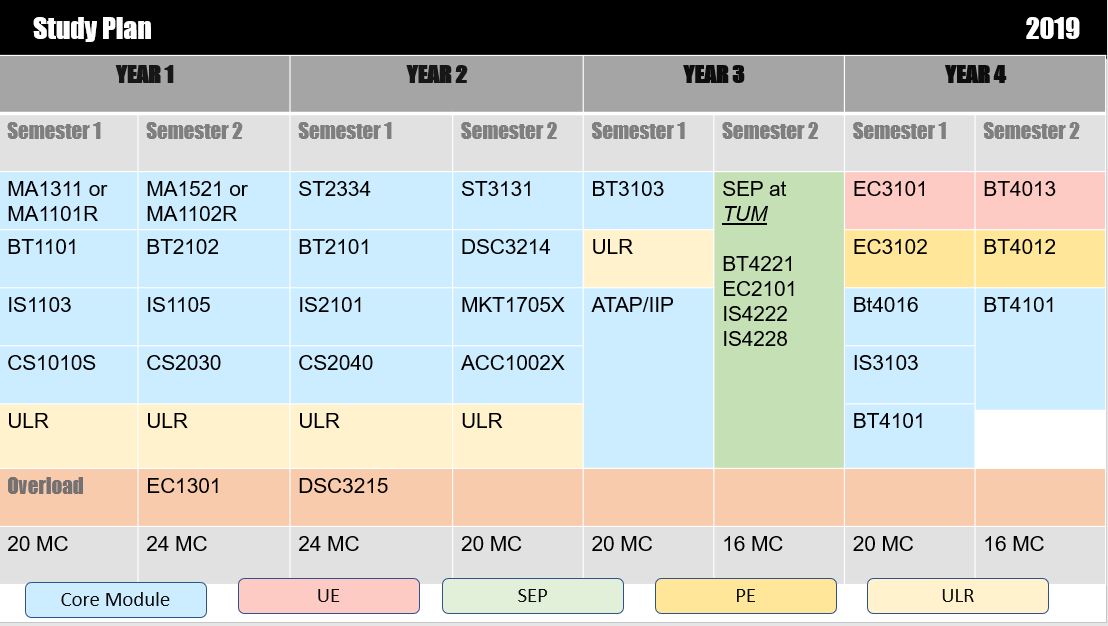 Study Plan 2019
YEAR 1 YEAR 2 YEAR 3 YEAR 4
Semester 1 Semester 2 Semester 1 Semester 2 Semester 1 Semester 2 Semester 1 Semester 2
MA1311 or MA1521 or ST2334 ST3131 BT3103 SEP at EC3101 BT4013
MA1101R MA1102R TUM
BT1101 BT2102 BT2101 DSC3214 ULR EC3102 BT4012
BT4221
EC2101
IS1103 IS1105 IS2101 MKT1705X ATAP/IIP IS4222 Bt4016 BT4101
IS4228
CS1010S CS2030 CS2040 ACC1002X IS3103
ULR ULR ULR ULR BT4101
Overload EC1301 DSC3215
20 MC 24 MC 24 MC 20 MC 20 MC 16 MC 20 MC 16 MC
Core Module UE SEP PE ULR